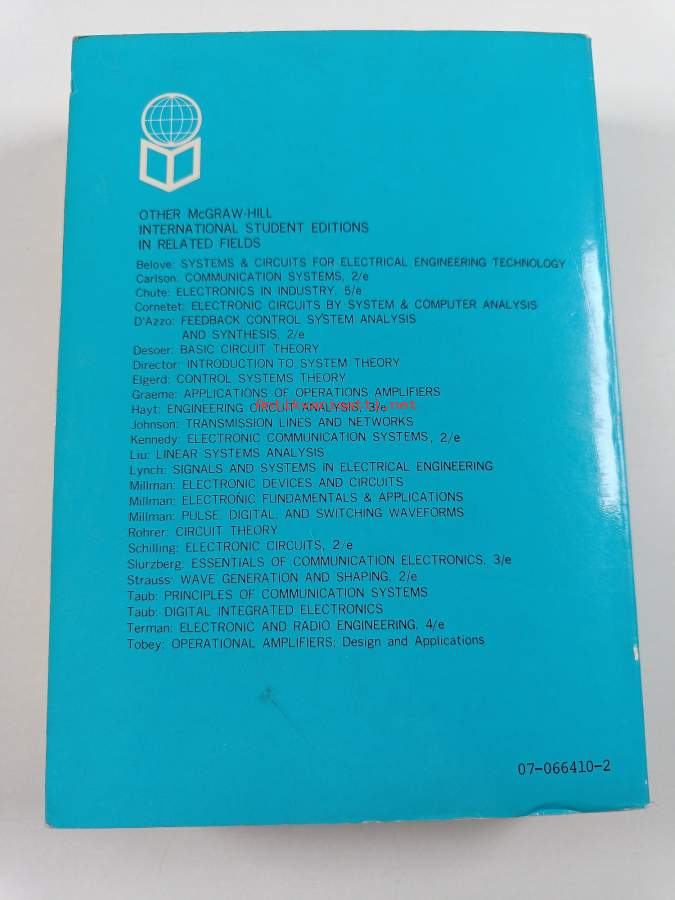 OTHER McGRAW-HILL
INTERNATIONAL STUDENT EDITIONS
IN RELATED FIELDS
Belove: SYSTEMS & CIRCUITS FOR ELECTRICAL ENGINEERING TECHNOLOGY
Carlson: COMMUNICATION SYSTEMS, 2/e
Chute: ELECTRONICS IN INDUSTRY, 5/e
Cornetet: ELECTRONIC CIRCUITS BY SYSTEM & COMPUTER ANALYSIS
D'Azzo: FEEDBACK CONTROL SYSTEM ANALYSIS
AND SYNTHESIS, 2/e
Desoer: BASIC CIRCUIT THEORY
Director: INTRODUCTION TO SYSTEM THEORY
Elgerd: CONTROL SYSTEMS THEORY
Graeme: APPLICATIONS OF OPERATIONS AMPLIFIERS
Hayt: ENGINEERING CIRCUIT ANALYSIS, 3/e
Johnson: TRANSMISSION LINES AND NETWORKS
Kennedy: ELECTRONIC COMMUNICATION SYSTEMS, 2/e
Liu: LINEAR SYSTEMS ANALYSIS
Lynch: SIGNALS AND SYSTEMS IN ELECTRICAL ENGINEERING
Millman: ELECTRONIC DEVICES AND CIRCUITS
Millman: ELECTRONIC FUNDAMENTALS & APPLICATIONS
Millman: PULSE, DIGITAL, AND SWITCHING WAVEFORMS
Rohrer: CIRCUIT THEORY
Schilling: ELECTRONIC CIRCUITS, 2/e
Slurzberg: ESSENTIALS OF COMMUNICATION ELECTRONICS, 3/e
Strauss: WAVE GENERATION AND SHAPING, 2/e
Taub: PRINCIPLES OF COMMUNICATION SYSTEMS
Taub: DIGITAL INTEGRATED ELECTRONICS
Terman: ELECTRONIC AND RADIO ENGINEERING, 4/e
Tobey: OPERATIONAL AMPLIFIERS; Design and Applications
07-066410-2